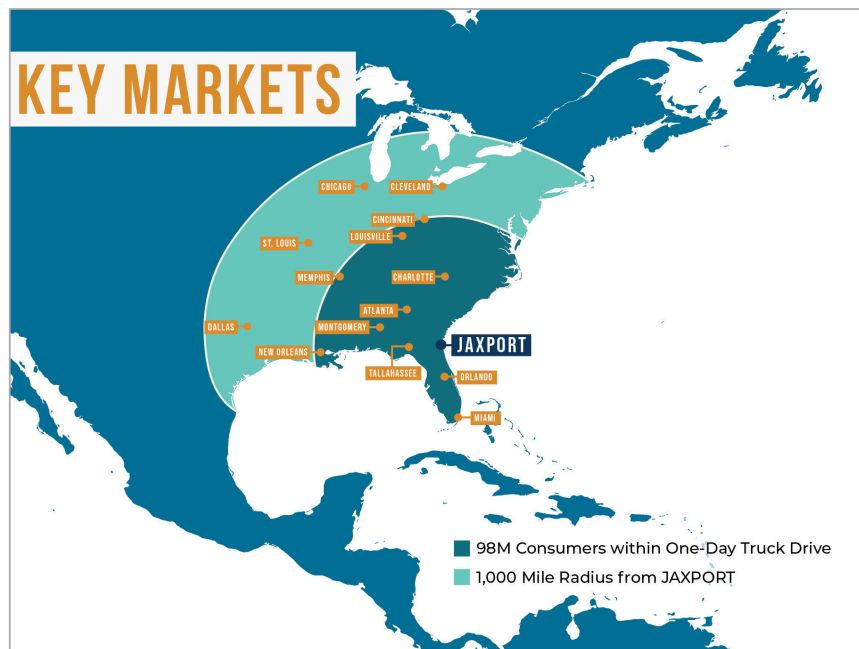 KEY MARKETS
CHICAGO
CLEVELAND
CINCINNATI
LOUISVILLE
ST. LOUIS
MEMPHIS
CHARLOTTE
ATLANTA
DALLAS
MONTGOMERY
JAXPORT
NEW ORLEANS
TALLAHASSEE
ORLANDO
MIAMI
98M Consumers within One-Day Truck Drive
1,000 Mile Radius from JAXPORT